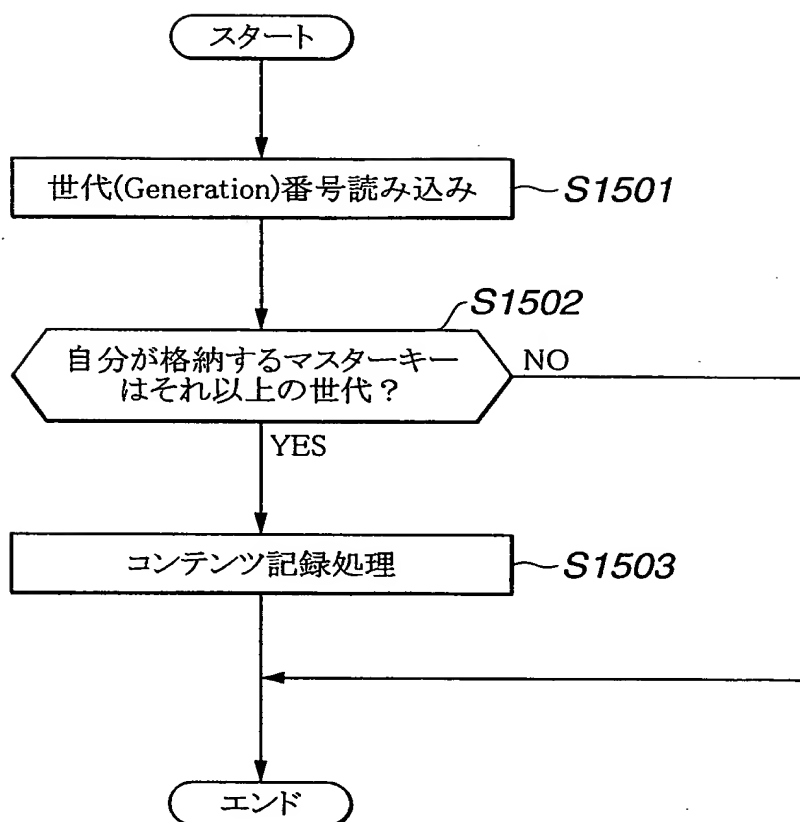 スタート
世代(Generation)番号読み込み
S1501
S1502
自分が格納するマスターキー
はそれ以上の世代？
NO
YES
コンテンツ記録処理
S1503
エンド